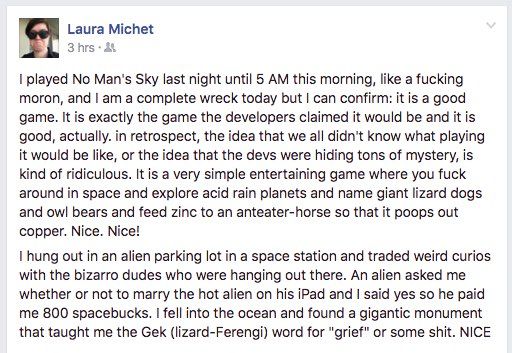 Laura Michet
3 hrs ·
I played No Man's Sky last night until 5 AM this morning, like a fucking
moron, and I am a complete wreck today but I can confirm: it is a good
game. It is exactly the game the developers claimed it would be and it is
good, actually. in retrospect, the idea that we all didn't know what playing
it would be like, or the idea that the devs were hiding tons of mystery, is
kind of ridiculous. It is a very simple entertaining game where you fuck
around in space and explore acid rain planets and name giant lizard dogs
and owl bears and feed zinc to an anteater-horse so that it poops out
copper. Nice. Nice!
I hung out in an alien parking lot in a space station and traded weird curios
with the bizarro dudes who were hanging out there. An alien asked me
whether or not to marry the hot alien on his iPad and I said yes so he paid
me 800 spacebucks. I fell into the ocean and found a gigantic monument
that taught me the Gek (lizard-Ferengi) word for "grief" or some shit. NICE